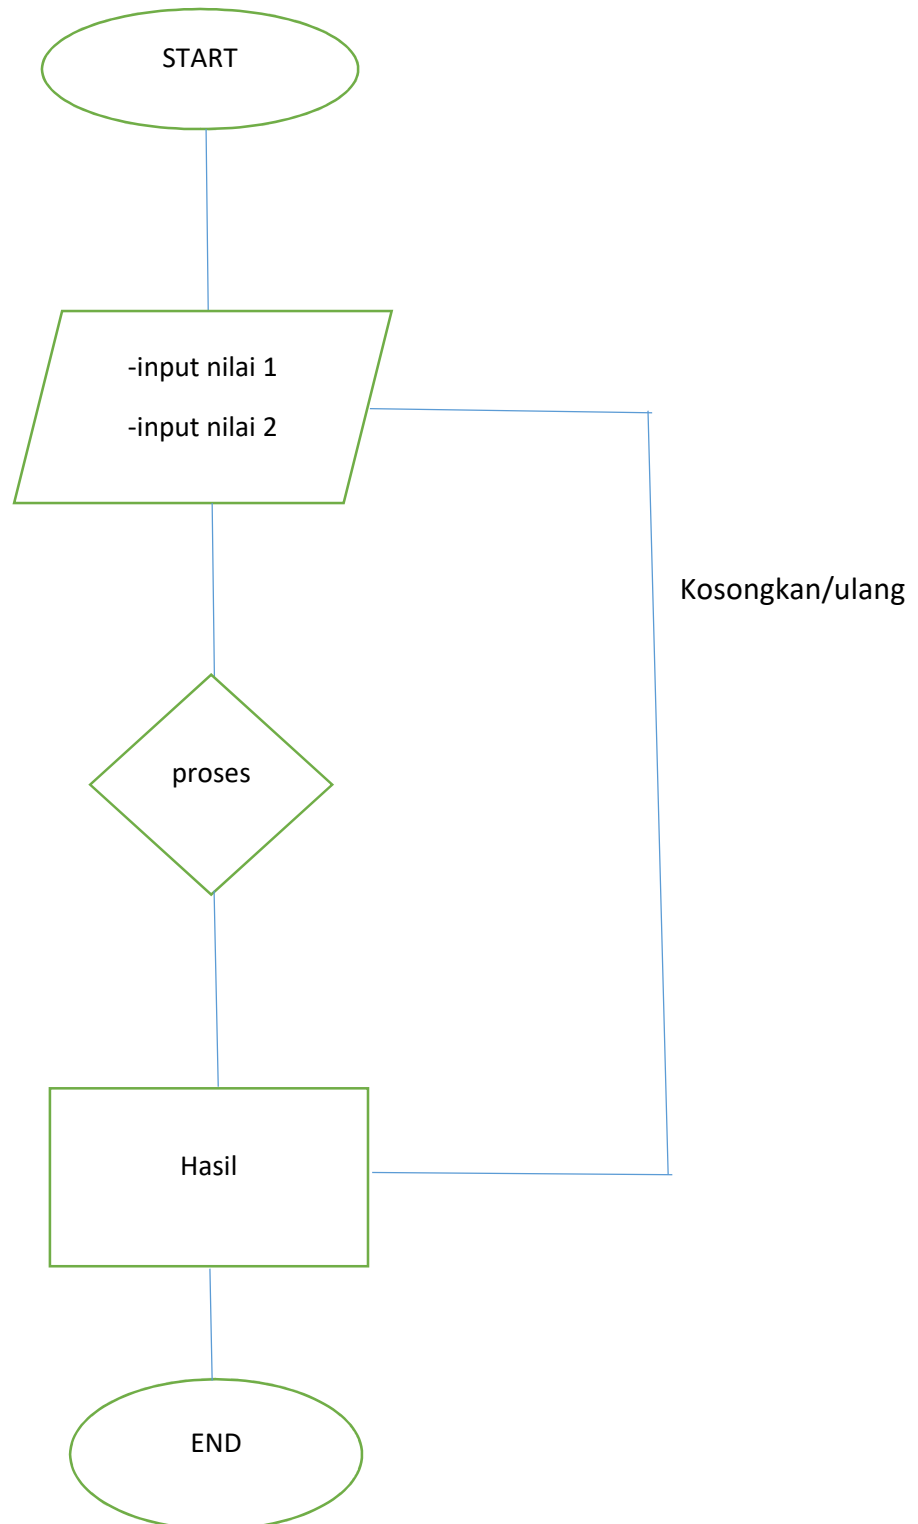 START
-input nilai 1
-input nilai 2
Kosongkan/ulang
proses
Hasil
END